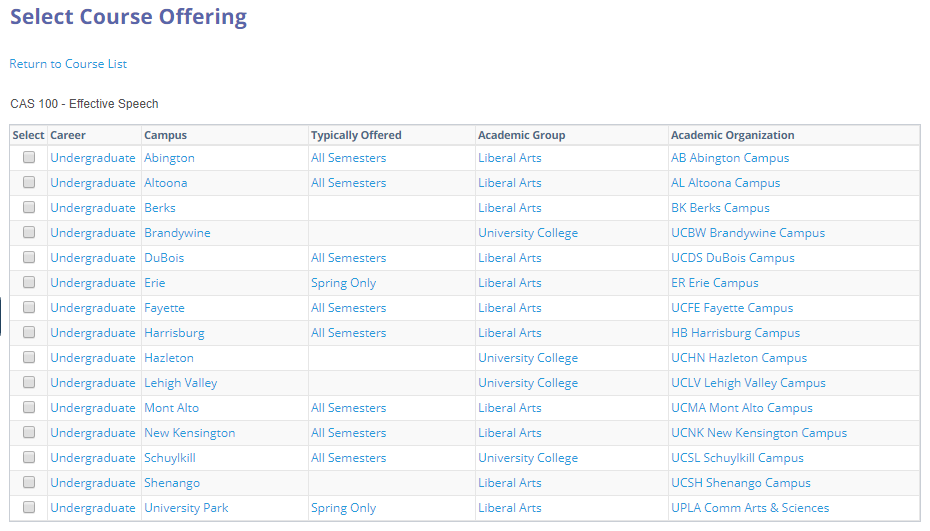 Select Course Offering
Return to Course List
CAS 100 - Effective Speech
Select Career Campus Typically Offered Academic Group Academic Organization
Undergraduate Abington All Semesters Liberal Arts AB Abington Campus
Undergraduate Altoona All Semesters Liberal Arts AL Altoona Campus
Undergraduate Berks Liberal Arts BK Berks Campus
Undergraduate Brandywine University College UCBW Brandywine Campus
Undergraduate DuBois All Semesters Liberal Arts UCDS DuBois Campus
Undergraduate Erie Spring Only Liberal Arts ER Erie Campus
Undergraduate Fayette All Semesters Liberal Arts UCFE Fayette Campus
Undergraduate Harrisburg All Semesters Liberal Arts HB Harrisburg Campus
Undergraduate Hazleton University College UCHN Hazleton Campus
Undergraduate Lehigh Valley University College UCLV Lehigh Valley Campus
Undergraduate Mont Alto All Semesters Liberal Arts UCMA Mont Alto Campus
Undergraduate New Kensington All Semesters Liberal Arts UCNK New Kensington Campus
Undergraduate Schuylkill All Semesters University College UCSL Schuylkill Campus
Undergraduate Shenango Liberal Arts UCSH Shenango Campus
Undergraduate University Park Spring Only Liberal Arts UPLA Comm Arts & Sciences